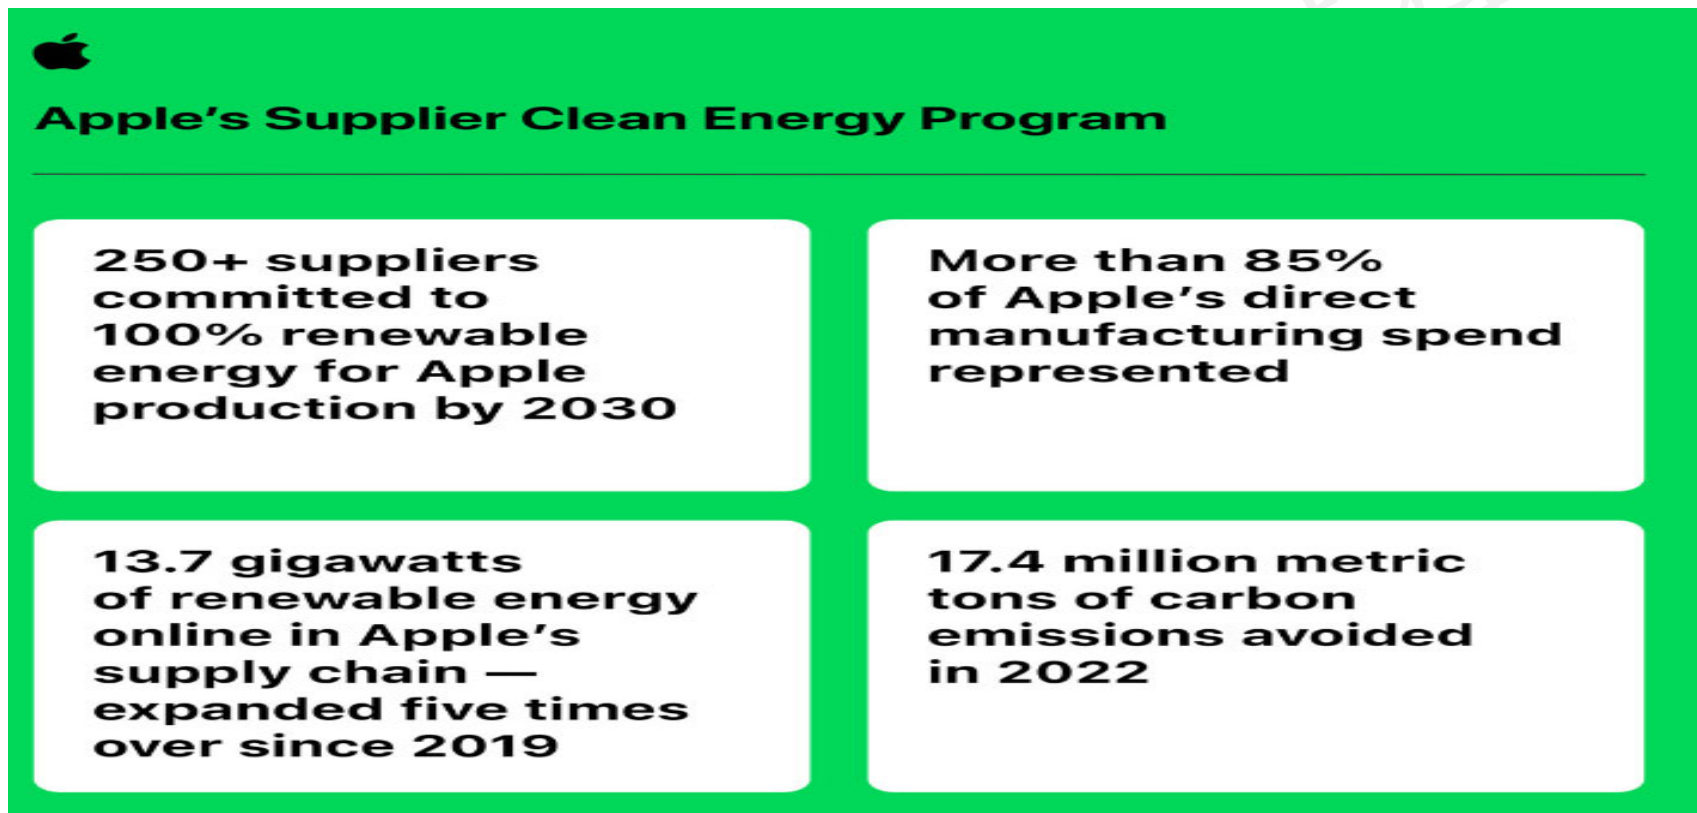 Apple's Supplier Clean Energy Program
250+ suppliers
committed to
100% renewable
energy for Apple
production by 2030
More than 85%
of Apple's direct
manufacturing spend
represented
13.7 gigawatts
of renewable energy
online in Apple's
supply chain —
expanded five times
over since 2019
17.4 million metric
tons of carbon
emissions avoided
in 2022